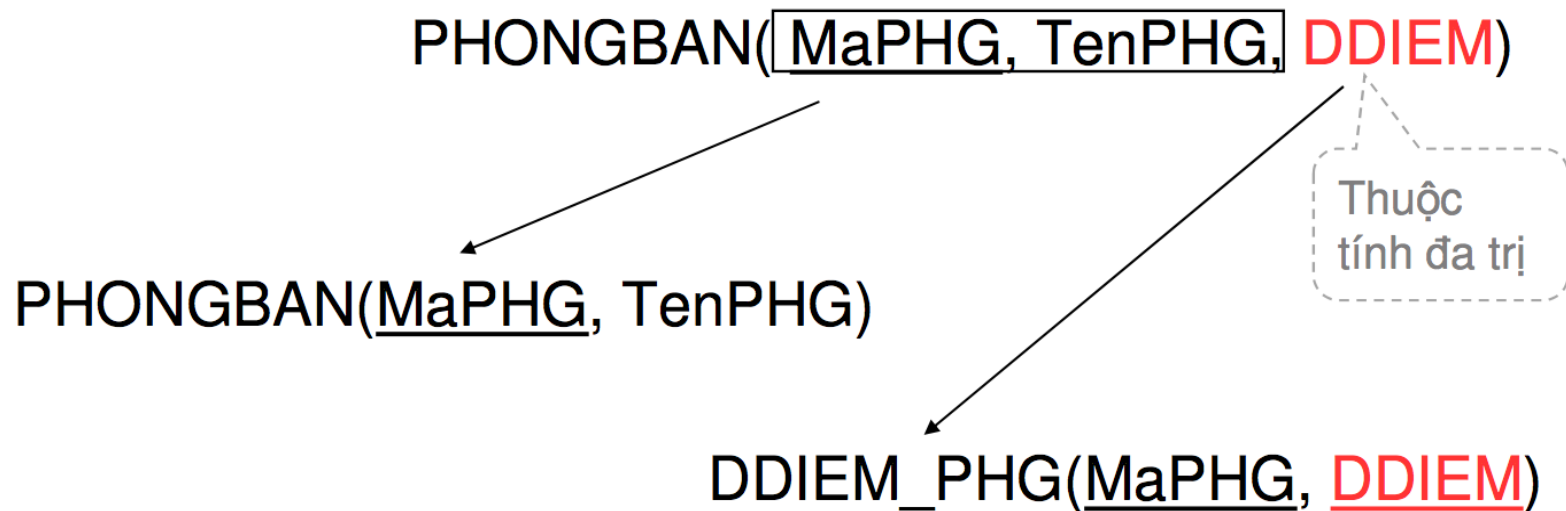 PHONGBAN( MaPHG, TenPHG, DDIEM)
Thuộc
tính đa trị
PHONGBAN(MaPHG, TenPHG)
DDIEM_PHG(MaPHG, DDIEM)